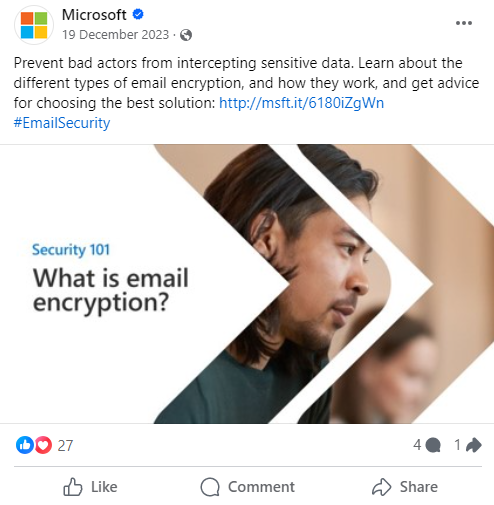 Microsoft
19 December 2023 ·
Prevent bad actors from intercepting sensitive data. Learn about the
different types of email encryption, and how they work, and get advice
for choosing the best solution: http://msft.it/6180iZgWn
#EmailSecurity
Security 101
What is email
encryption?
27
4
1
Like
Comment
Share